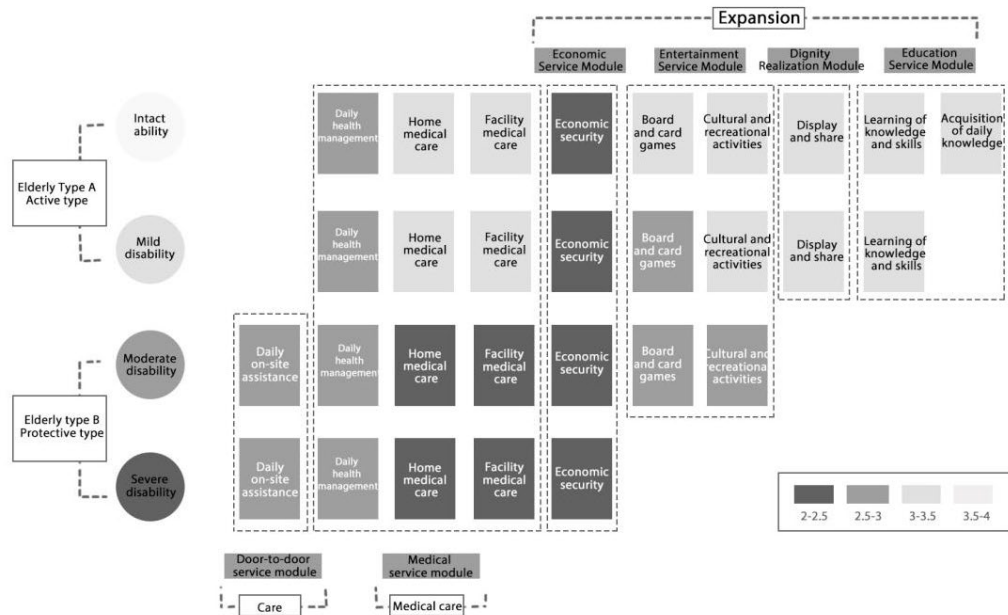 Expansion
Economic
Service Module
Entertainment
Service Module
Dignity
Realization Module
Education
Service Module
Intact
ability
Daily
health
management
Home
medical
care
Facility
medical
care
Economic
security
Board
and card
games
Cultural and
recreational
activities
Display
and share
Learning of
knowledge
and skills
Acquisition
of daily
knowledge
Elderly Type A
Active type
Mild
disability
Daily
health
management
Home
medical
care
Facility
medical
care
Economic
security
Board
and card
games
Cultural and
recreational
activities
Display
and share
Learning of
knowledge
and skills
Moderate
disability
Daily
on-site
assistance
Daily
health
management
Home
medical
care
Facility
medical
care
Economic
security
Board
and card
games
Cultural and
recreational
activities
Elderly type B
Protective type
Severe
disability
Daily
on-site
assistance
Daily
health
management
Home
medical
care
Facility
medical
care
Economic
security
2-2.5
2.5-3
3-3.5
3.5-4
Door-to-door
service module
Medical
service module
Care
Medical care